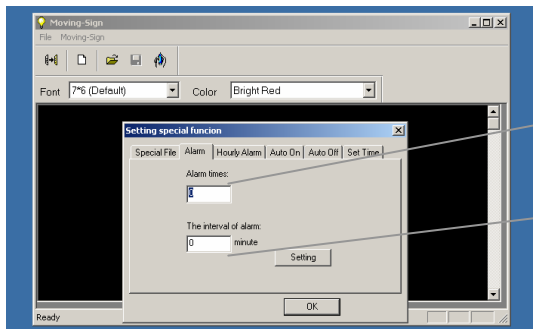 Moving-Sign
File Moving-Sign
Font 7*6 (Default) Color Bright Red
Setting special funcion
Special File Alarm Hourly Alarm Auto On Auto Off Set Time
Alarm times:
0
The interval of alarm:
0 minute
Setting
OK
Ready